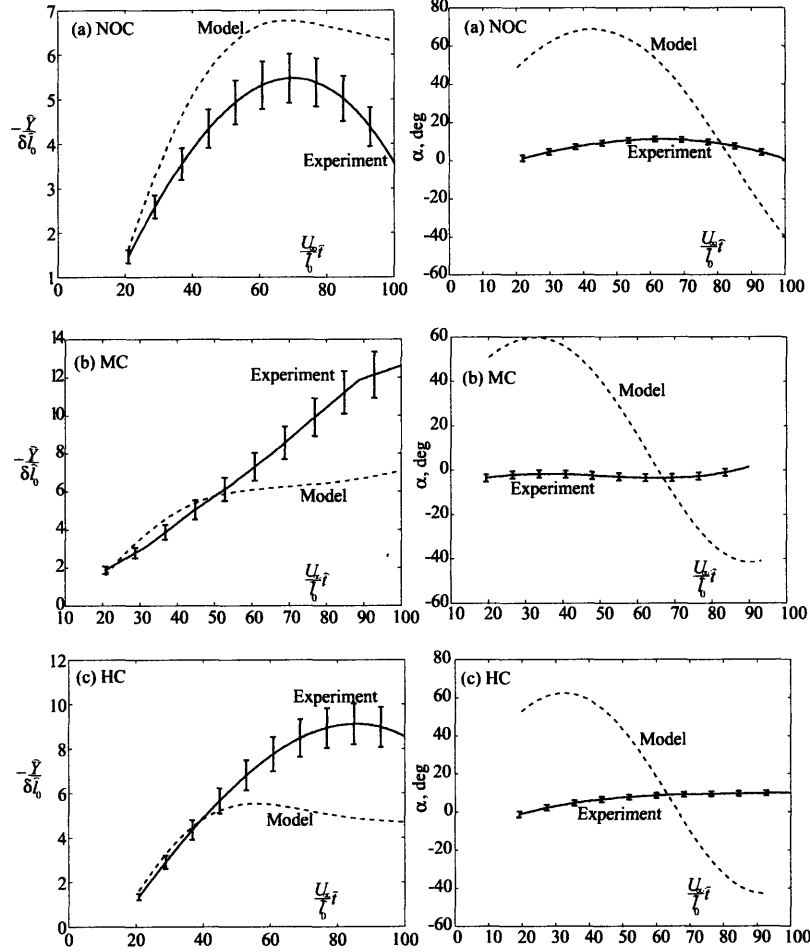 (a) NOC
7
6
5
4
3
2
1
Model
Experiment
- Ȳ
δ l̄₀
U∞ t̄
l̄₀
0 20 40 60 80 100
(a) NOC
80
60
40
20
0
-20
-40
-60
Model
Experiment
α, deg
U∞ t̄
l̄₀
0 10 20 30 40 50 60 70 80 90 100
(b) MC
14
12
10
8
6
4
2
0
Experiment
Model
- Ȳ
δ l̄₀
U∞ t̄
l̄₀
10 20 30 40 50 60 70 80 90 100
(b) MC
60
40
20
0
-20
-40
-60
Model
Experiment
α, deg
U∞ t̄
l̄₀
10 20 30 40 50 60 70 80 90 100
(c) HC
12
10
8
6
4
2
0
Experiment
Model
- Ȳ
δ l̄₀
U∞ t̄
l̄₀
0 20 40 60 80 100
(c) HC
80
60
40
20
0
-20
-40
-60
Model
Experiment
α, deg
U∞ t̄
l̄₀
0 10 20 30 40 50 60 70 80 90 100